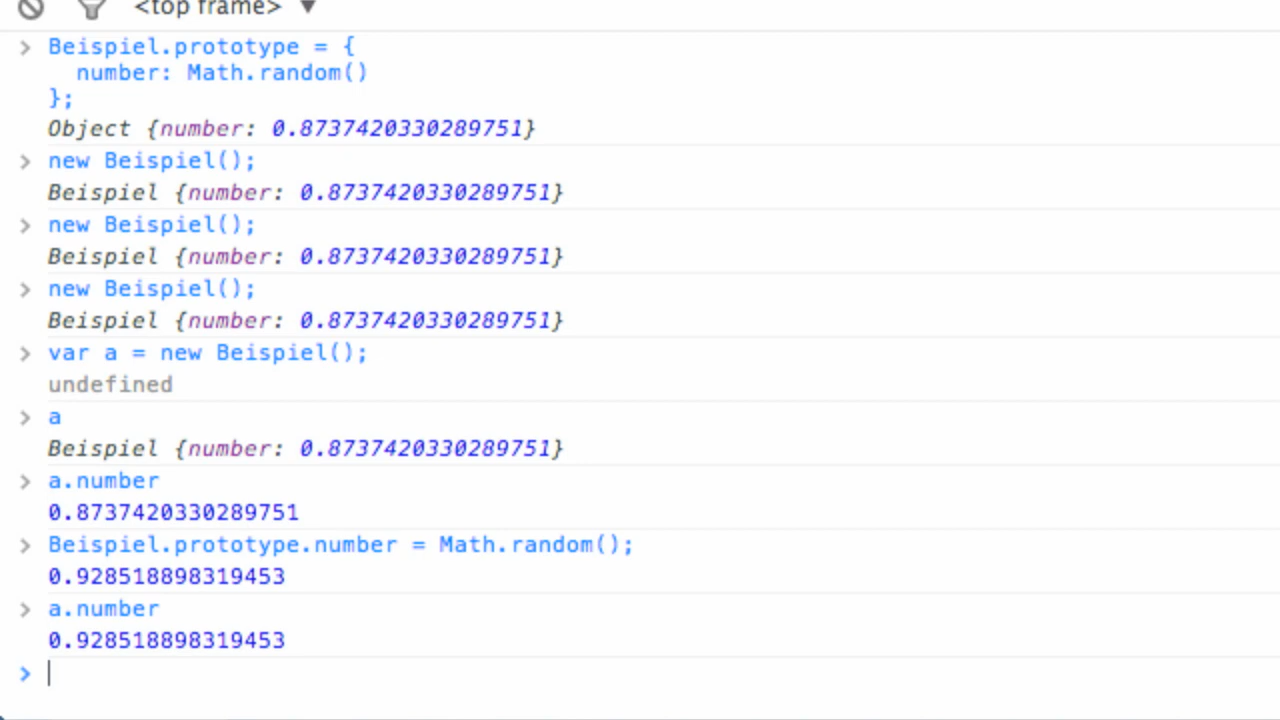 <top frame> ▼
> Beispiel.prototype = {
number: Math.random()
};
Object {number: 0.8737420330289751}
> new Beispiel();
Beispiel {number: 0.8737420330289751}
> new Beispiel();
Beispiel {number: 0.8737420330289751}
> new Beispiel();
Beispiel {number: 0.8737420330289751}
> var a = new Beispiel();
undefined
> a
Beispiel {number: 0.8737420330289751}
> a.number
0.8737420330289751
> Beispiel.prototype.number = Math.random();
0.928518898319453
> a.number
0.928518898319453
>